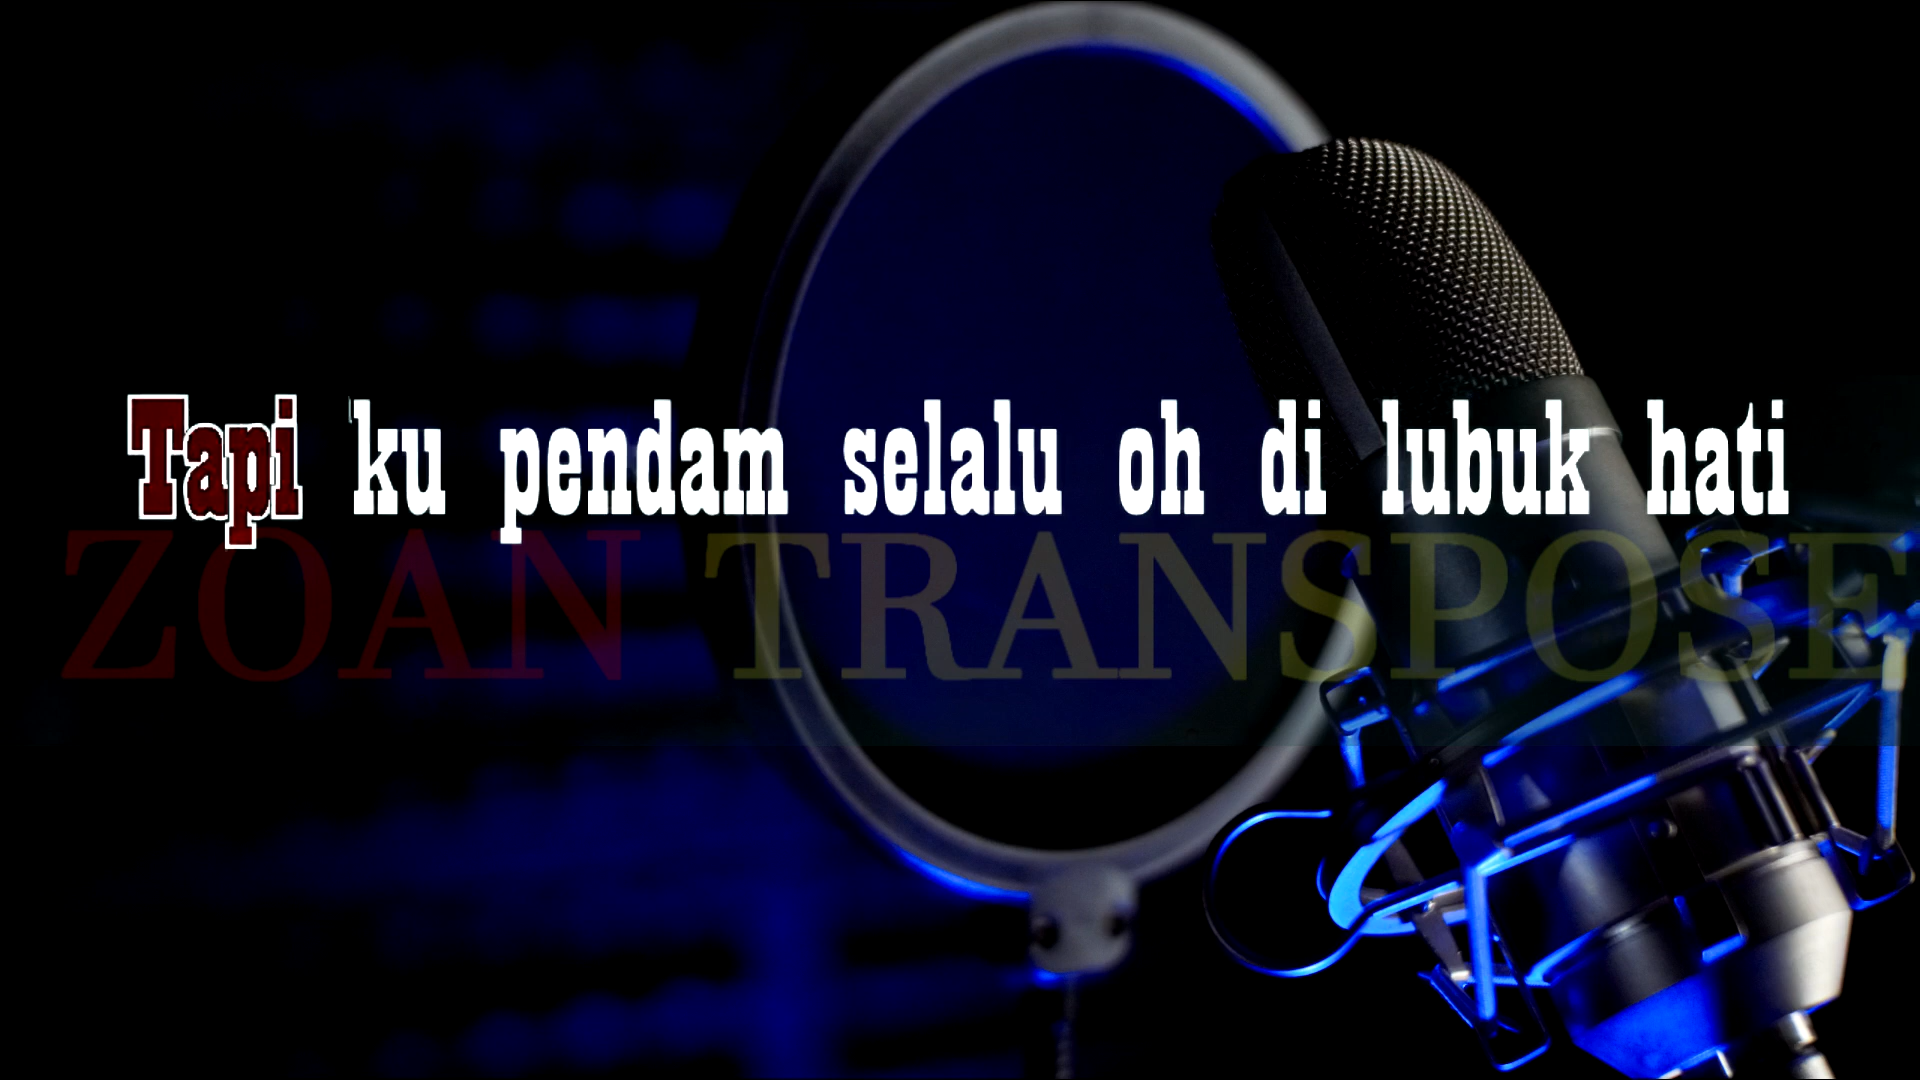 Tapi 'ku pendam selalu oh di lubuk hati
ZOAN TRANSPOSE